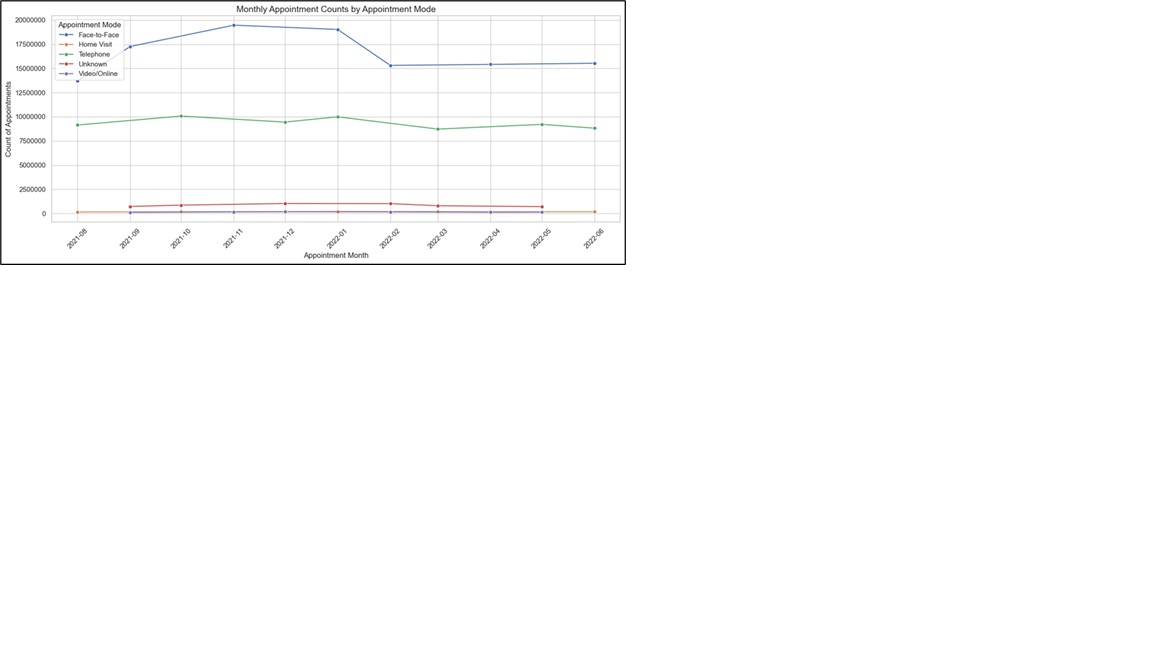 Monthly Appointment Counts by Appointment Mode
20000000
17500000
15000000
12500000
10000000
7500000
5000000
2500000
0
Count of Appointments
Appointment Mode
Face-to-Face
Home Visit
Telephone
Unknown
Video/Online
2021-08
2021-09
2021-10
2021-11
2021-12
2022-01
2022-02
2022-03
2022-04
2022-05
2022-06
Appointment Month